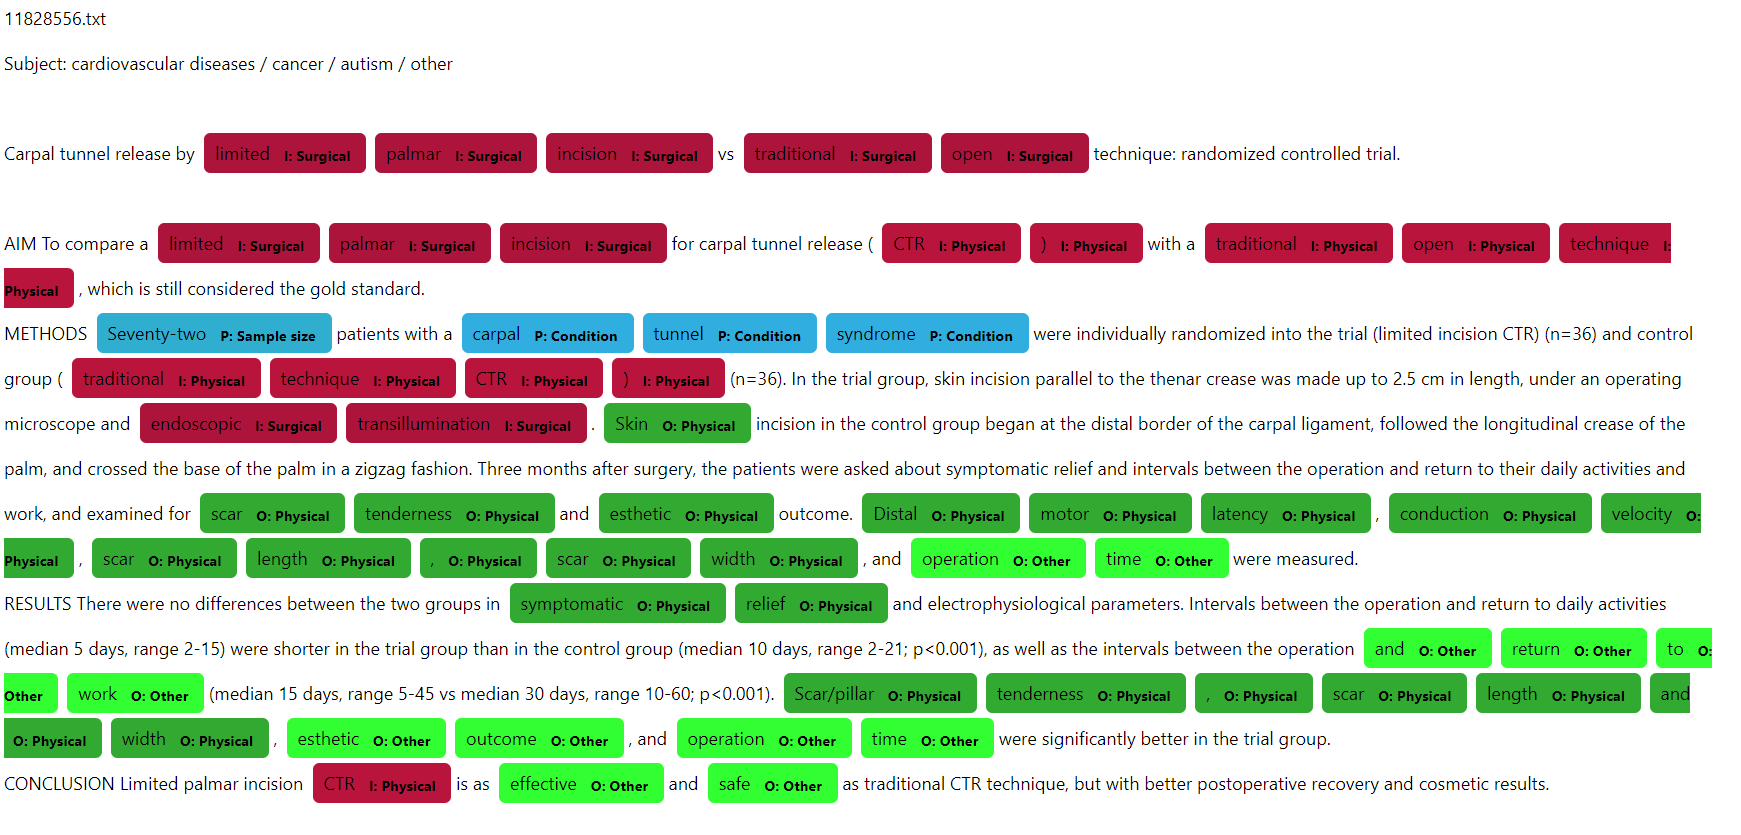 11828556.txt
Subject: cardiovascular diseases / cancer / autism / other
Carpal tunnel release by limited I: Surgical palmar I: Surgical incision I: Surgical vs traditional I: Surgical open I: Surgical technique: randomized controlled trial.
AIM To compare a limited I: Surgical palmar I: Surgical incision I: Surgical for carpal tunnel release ( CTR I: Physical ) I: Physical with a traditional I: Physical open I: Physical technique I:
Physical , which is still considered the gold standard.
METHODS Seventy-two P: Sample size patients with a carpal P: Condition tunnel P: Condition syndrome P: Condition were individually randomized into the trial (limited incision CTR) (n=36) and control
group ( traditional I: Physical technique I: Physical CTR I: Physical ) I: Physical (n=36). In the trial group, skin incision parallel to the thenar crease was made up to 2.5 cm in length, under an operating
microscope and endoscopic I: Surgical transillumination I: Surgical . Skin O: Physical incision in the control group began at the distal border of the carpal ligament, followed the longitudinal crease of the
palm, and crossed the base of the palm in a zigzag fashion. Three months after surgery, the patients were asked about symptomatic relief and intervals between the operation and return to their daily activities and
work, and examined for scar O: Physical tenderness O: Physical and esthetic O: Physical outcome. Distal O: Physical motor O: Physical latency O: Physical , conduction O: Physical velocity O:
Physical , scar O: Physical length O: Physical , O: Physical scar O: Physical width O: Physical , and operation O: Other time O: Other were measured.
RESULTS There were no differences between the two groups in symptomatic O: Physical relief O: Physical and electrophysiological parameters. Intervals between the operation and return to daily activities
(median 5 days, range 2-15) were shorter in the trial group than in the control group (median 10 days, range 2-21; p<0.001), as well as the intervals between the operation and O: Other return O: Other to O:
Other work O: Other (median 15 days, range 5-45 vs median 30 days, range 10-60; p<0.001). Scar/pillar O: Physical tenderness O: Physical , O: Physical scar O: Physical length O: Physical and
O: Physical width O: Physical , esthetic O: Other outcome O: Other , and operation O: Other time O: Other were significantly better in the trial group.
CONCLUSION Limited palmar incision CTR I: Physical is as effective O: Other and safe O: Other as traditional CTR technique, but with better postoperative recovery and cosmetic results.